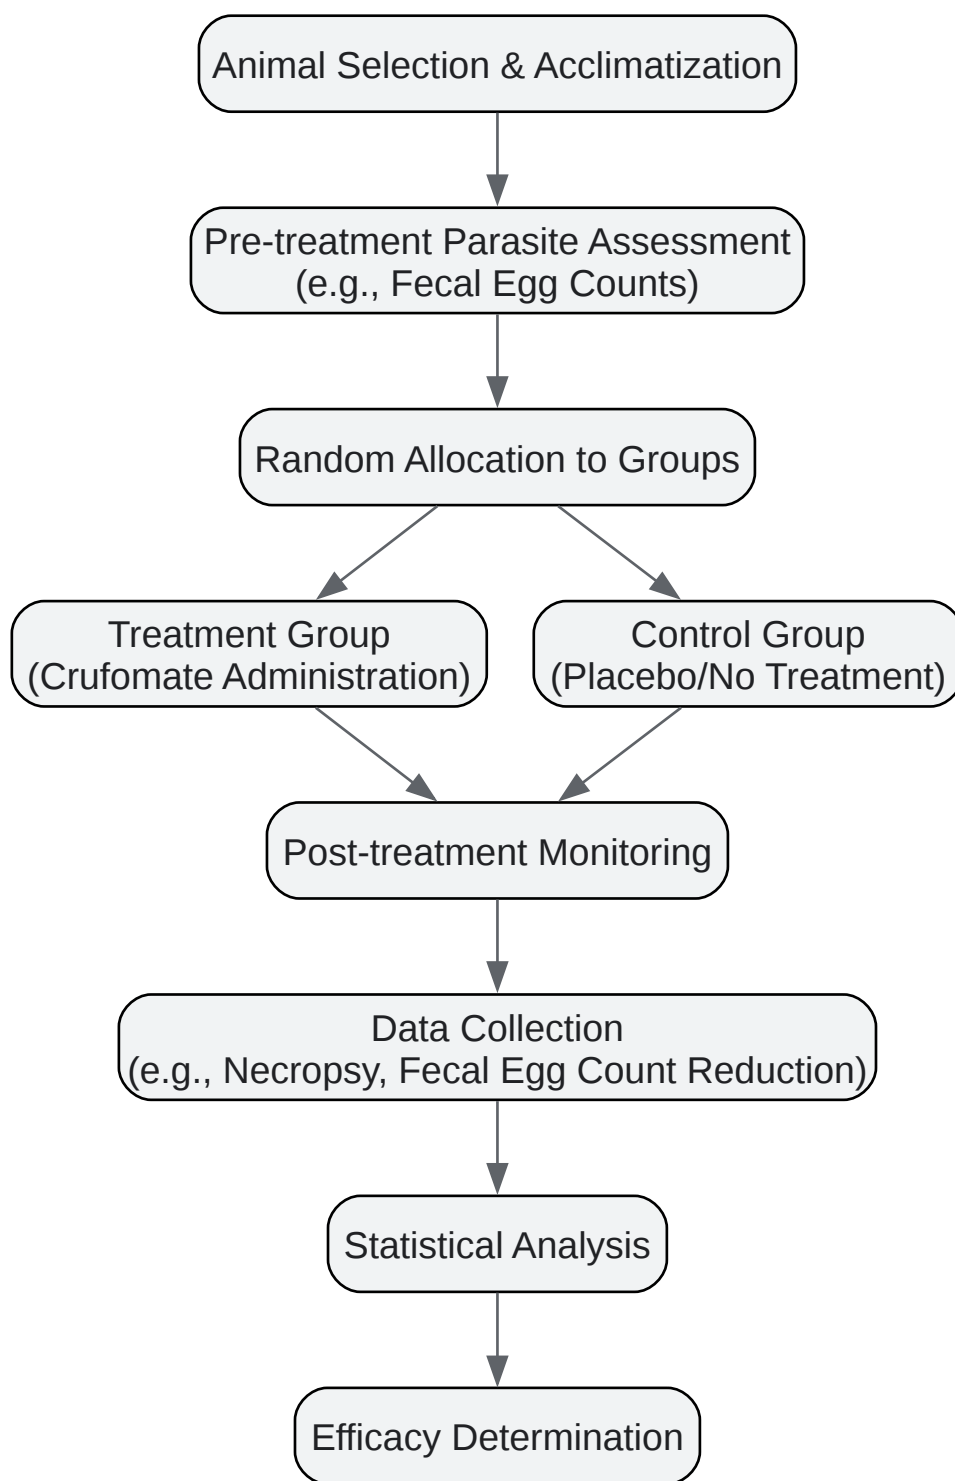 Animal Selection & Acclimatization
Pre-treatment Parasite Assessment
(e.g., Fecal Egg Counts)
Random Allocation to Groups
Treatment Group
(Crufomate Administration)
Control Group
(Placebo/No Treatment)
Post-treatment Monitoring
Data Collection
(e.g., Necropsy, Fecal Egg Count Reduction)
Statistical Analysis
Efficacy Determination